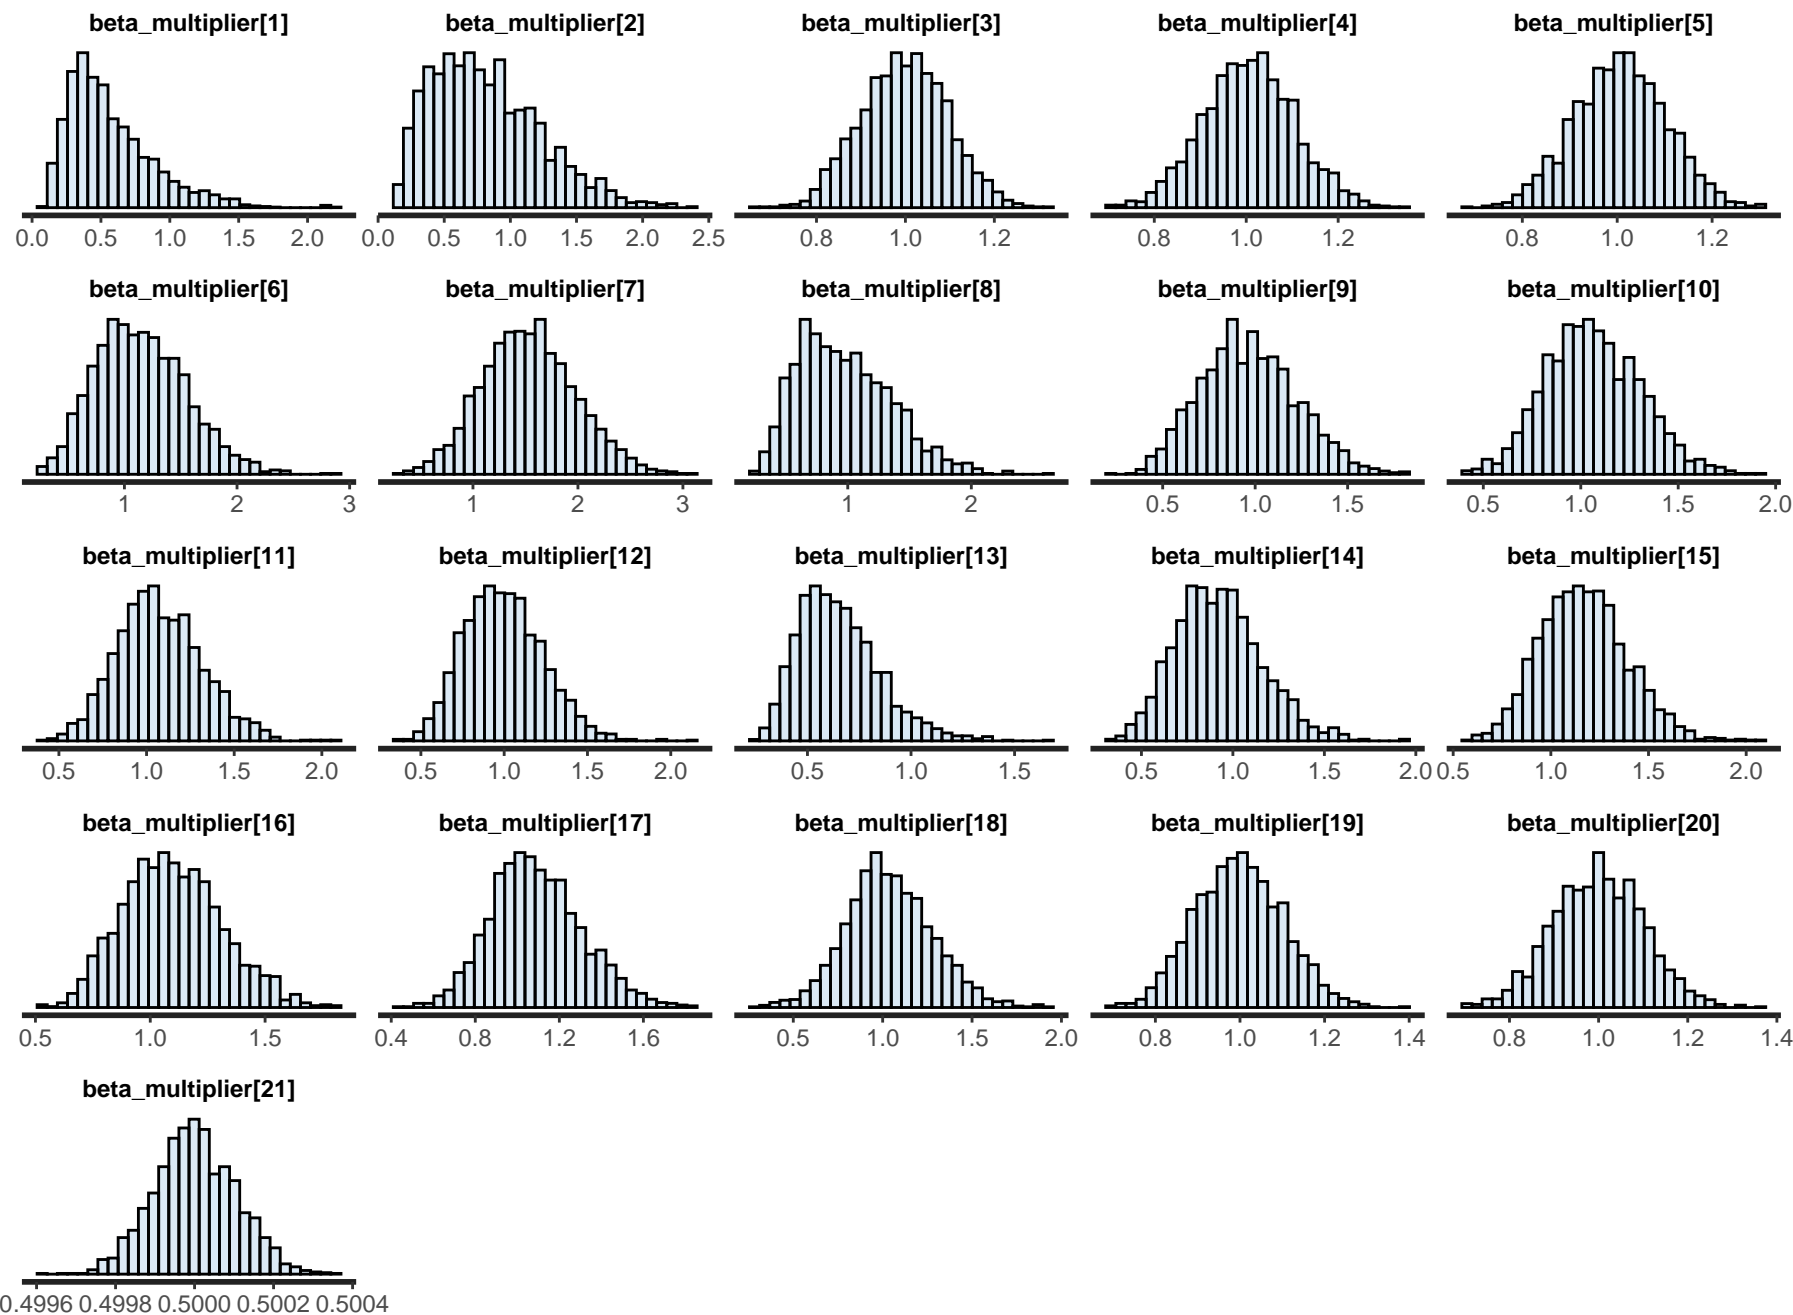 beta_multiplier[1] beta_multiplier[2] beta_multiplier[3] beta_multiplier[4] beta_multiplier[5]
0.0 0.5 1.0 1.5 2.0 0.0 0.5 1.0 1.5 2.0 2.5 0.8 1.0 1.2 0.8 1.0 1.2 0.8 1.0 1.2
beta_multiplier[6] beta_multiplier[7] beta_multiplier[8] beta_multiplier[9] beta_multiplier[10]
1 2 3 1 2 3 1 2 0.5 1.0 1.5 0.5 1.0 1.5 2.0
beta_multiplier[11] beta_multiplier[12] beta_multiplier[13] beta_multiplier[14] beta_multiplier[15]
0.5 1.0 1.5 2.0 0.5 1.0 1.5 2.0 0.5 1.0 1.5 0.5 1.0 1.5 2.0 0.5 1.0 1.5 2.0
beta_multiplier[16] beta_multiplier[17] beta_multiplier[18] beta_multiplier[19] beta_multiplier[20]
0.5 1.0 1.5 0.4 0.8 1.2 1.6 0.5 1.0 1.5 2.0 0.8 1.0 1.2 1.4 0.8 1.0 1.2 1.4
beta_multiplier[21]
0.4996 0.4998 0.5000 0.5002 0.5004